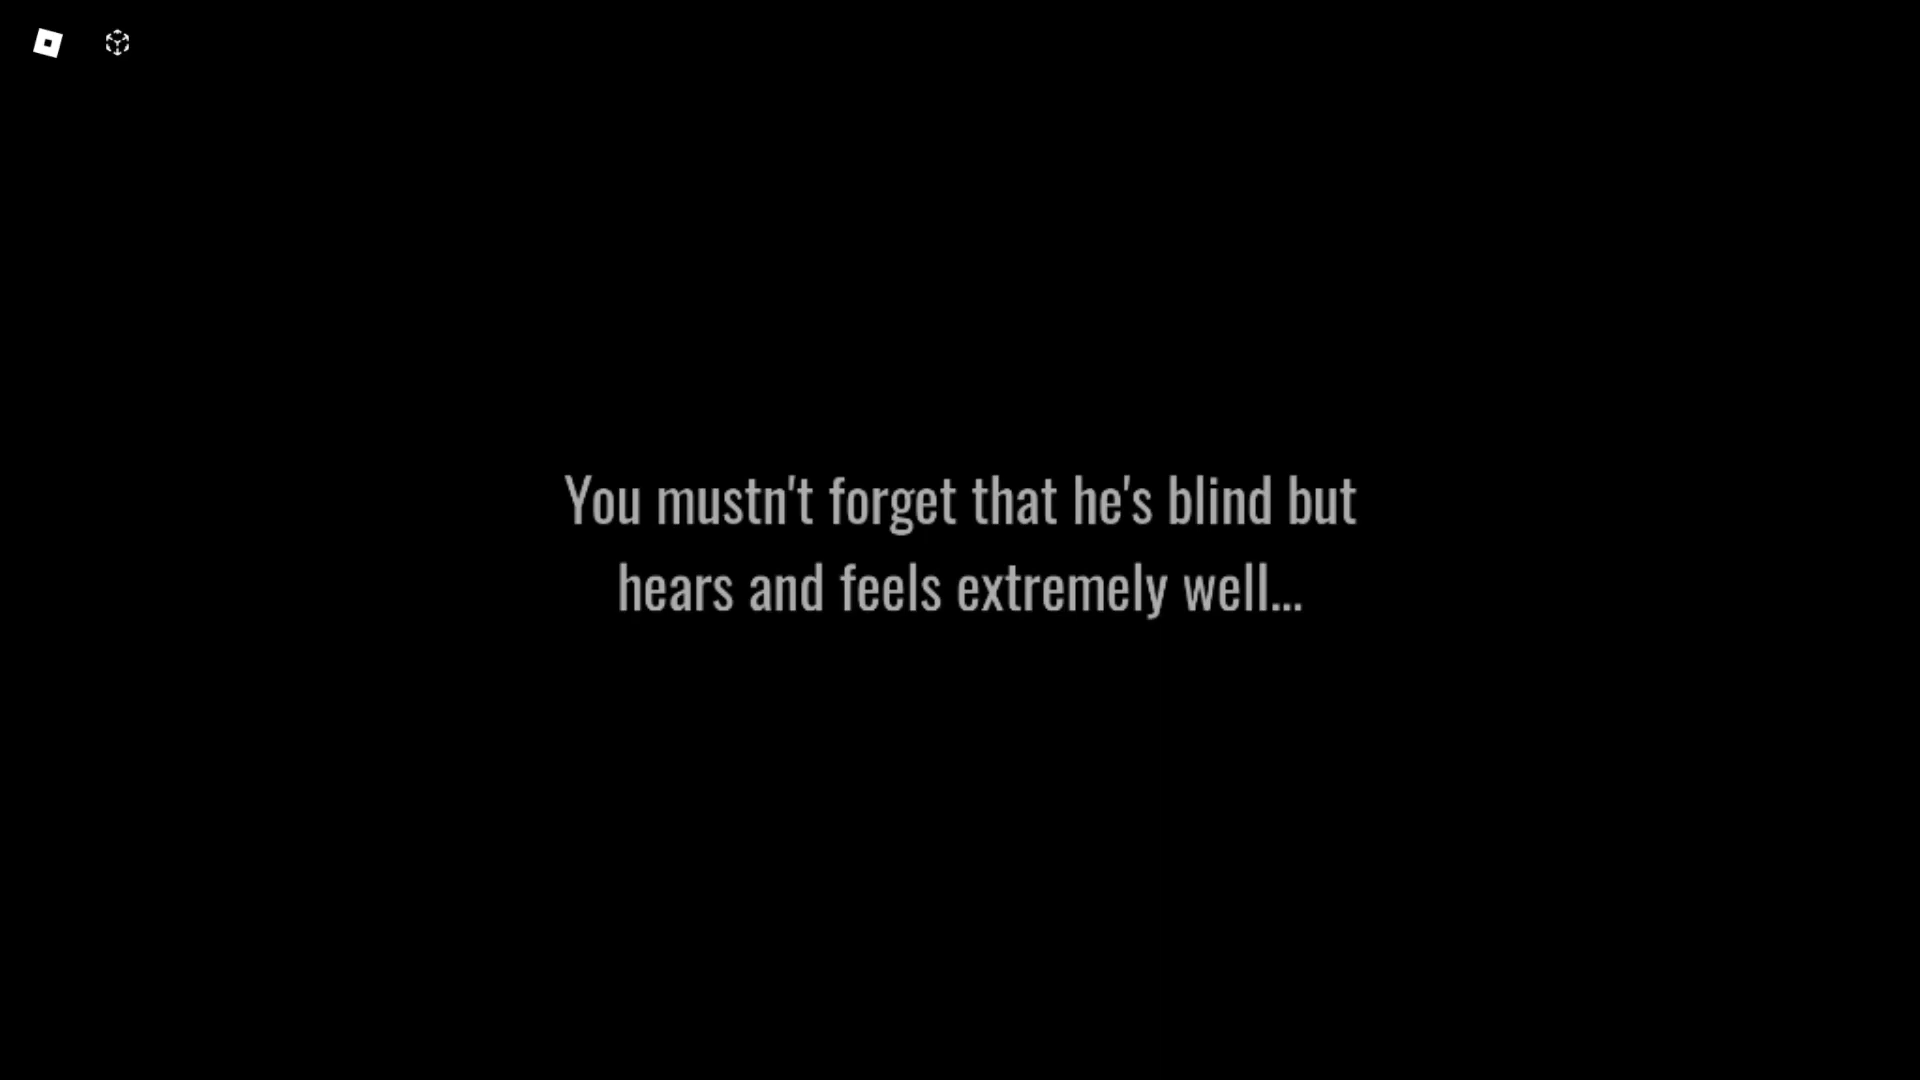 You mustn't forget that he's blind but
hears and feels extremely well...